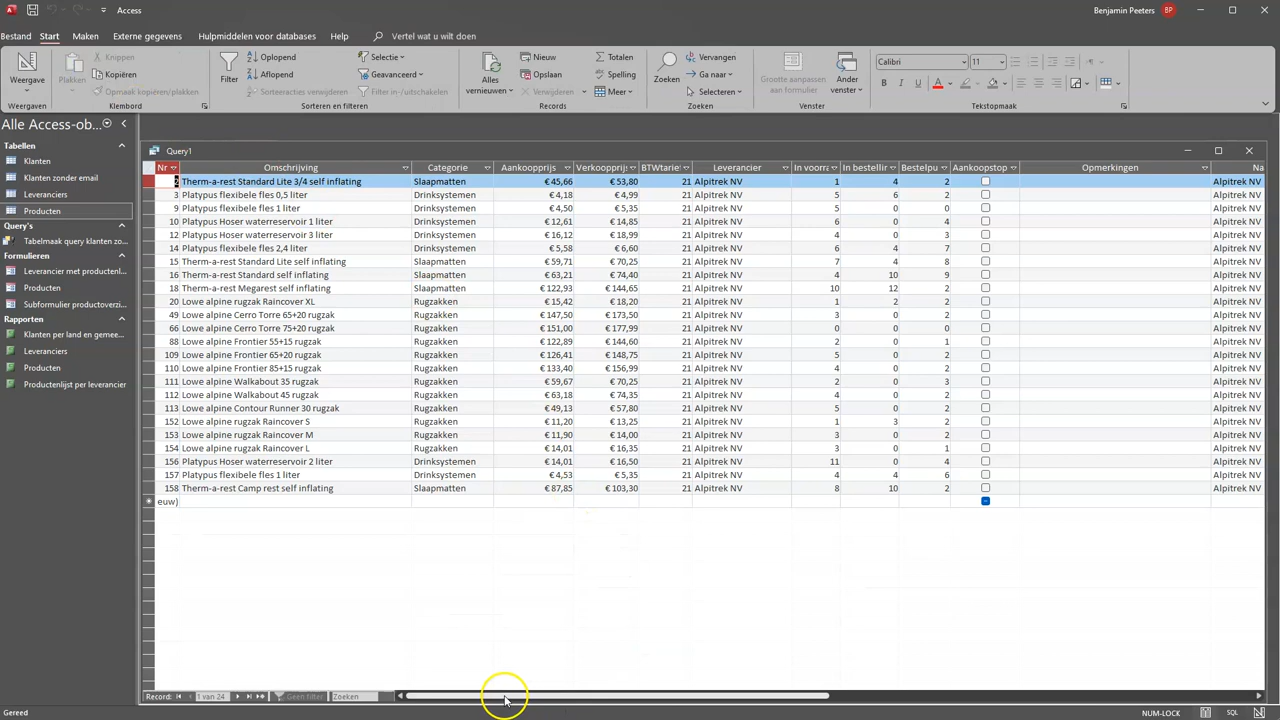 Access
Benjamin Peeters BP
Bestand Start Maken Externe gegevens Hulpmiddelen voor databases Help Vertel wat u wilt doen
Weergave
Weergaven
Plakken
Knippen
Kopiëren
Opmaak kopiëren/plakken
Klembord
Filter
Oplopend
Aflopend
Sorteerinstellingen verwijderen
Selectie
Geavanceerd
Filter in-/uitschakelen
Sorteren en filteren
Alles vernieuwen
Nieuw
Opslaan
Verwijderen
Totalen
Spelling
Meer
Records
Zoeken
Vervangen
Ga naar
Selecteren
Zoeken
Grootte aanpassen aan formulier
Ander venster
Venster
Calibri 11
Tekstopmaak
Alle Access-ob...
Tabellen
Klanten
Klanten zonder email
Leveranciers
Producten
Query's
Tabelmaak query klanten zo...
Formulieren
Leverancier met productenl...
Producten
Subformulier productoverzi...
Rapporten
Klanten per land en gemee...
Leveranciers
Producten
Productenlijst per leverancier
Query1
Nr Omschrijving Categorie Aankoopprijs Verkoopprijs BTWtarief Leverancier In voorra In bestellir Bestelpu Aankoopstop Opmerkingen Na
2 Therm-a-rest Standard Lite 3/4 self inflating Slaapmatten € 45,66 € 53,80 21 Alpitrek NV 1 4 2 Alpitrek NV
3 Platypus flexibele fles 0,5 liter Drinksystemen € 4,18 € 4,99 21 Alpitrek NV 5 6 2 Alpitrek NV
9 Platypus flexibele fles 1 liter Drinksystemen € 4,50 € 5,35 21 Alpitrek NV 5 0 0 Alpitrek NV
10 Platypus Hoser waterreservoir 1 liter Drinksystemen € 12,61 € 14,85 21 Alpitrek NV 6 0 4 Alpitrek NV
12 Platypus Hoser waterreservoir 3 liter Drinksystemen € 16,12 € 18,99 21 Alpitrek NV 4 0 3 Alpitrek NV
14 Platypus flexibele fles 2,4 liter Drinksystemen € 5,58 € 6,60 21 Alpitrek NV 6 4 7 Alpitrek NV
15 Therm-a-rest Standard Lite self inflating Slaapmatten € 59,71 € 70,25 21 Alpitrek NV 7 4 8 Alpitrek NV
16 Therm-a-rest Standard self inflating Slaapmatten € 63,21 € 74,40 21 Alpitrek NV 4 10 9 Alpitrek NV
18 Therm-a-rest Megarest self inflating Slaapmatten € 122,93 € 144,65 21 Alpitrek NV 10 12 2 Alpitrek NV
20 Lowe alpine rugzak Raincover XL Rugzakken € 15,42 € 18,20 21 Alpitrek NV 1 2 2 Alpitrek NV
49 Lowe alpine Cerro Torre 65+20 rugzak Rugzakken € 147,50 € 173,50 21 Alpitrek NV 3 0 2 Alpitrek NV
66 Lowe alpine Cerro Torre 75+20 rugzak Rugzakken € 151,00 € 177,99 21 Alpitrek NV 0 0 0 Alpitrek NV
88 Lowe alpine Frontier 55+15 rugzak Rugzakken € 122,89 € 144,60 21 Alpitrek NV 2 0 1 Alpitrek NV
109 Lowe alpine Frontier 65+20 rugzak Rugzakken € 126,41 € 148,75 21 Alpitrek NV 5 0 2 Alpitrek NV
110 Lowe alpine Frontier 85+15 rugzak Rugzakken € 133,40 € 156,99 21 Alpitrek NV 4 0 2 Alpitrek NV
111 Lowe alpine Walkabout 35 rugzak Rugzakken € 59,67 € 70,25 21 Alpitrek NV 2 0 3 Alpitrek NV
112 Lowe alpine Walkabout 45 rugzak Rugzakken € 63,18 € 74,35 21 Alpitrek NV 4 0 2 Alpitrek NV
113 Lowe alpine Contour Runner 30 rugzak Rugzakken € 49,13 € 57,80 21 Alpitrek NV 5 0 2 Alpitrek NV
152 Lowe alpine rugzak Raincover S Rugzakken € 11,20 € 13,25 21 Alpitrek NV 1 3 2 Alpitrek NV
153 Lowe alpine rugzak Raincover M Rugzakken € 11,90 € 14,00 21 Alpitrek NV 3 0 2 Alpitrek NV
154 Lowe alpine rugzak Raincover L Rugzakken € 14,01 € 16,35 21 Alpitrek NV 3 0 1 Alpitrek NV
156 Platypus Hoser waterreservoir 2 liter Drinksystemen € 14,01 € 16,50 21 Alpitrek NV 11 0 4 Alpitrek NV
157 Platypus flexibele fles 1 liter Drinksystemen € 4,53 € 5,35 21 Alpitrek NV 4 4 6 Alpitrek NV
158 Therm-a-rest Camp rest self inflating Slaapmatten € 87,85 € 103,30 21 Alpitrek NV 8 10 2 Alpitrek NV
euw)
Record: 1 van 24 Geen filter Zoeken
Gereed
NUM-LOCK SQL